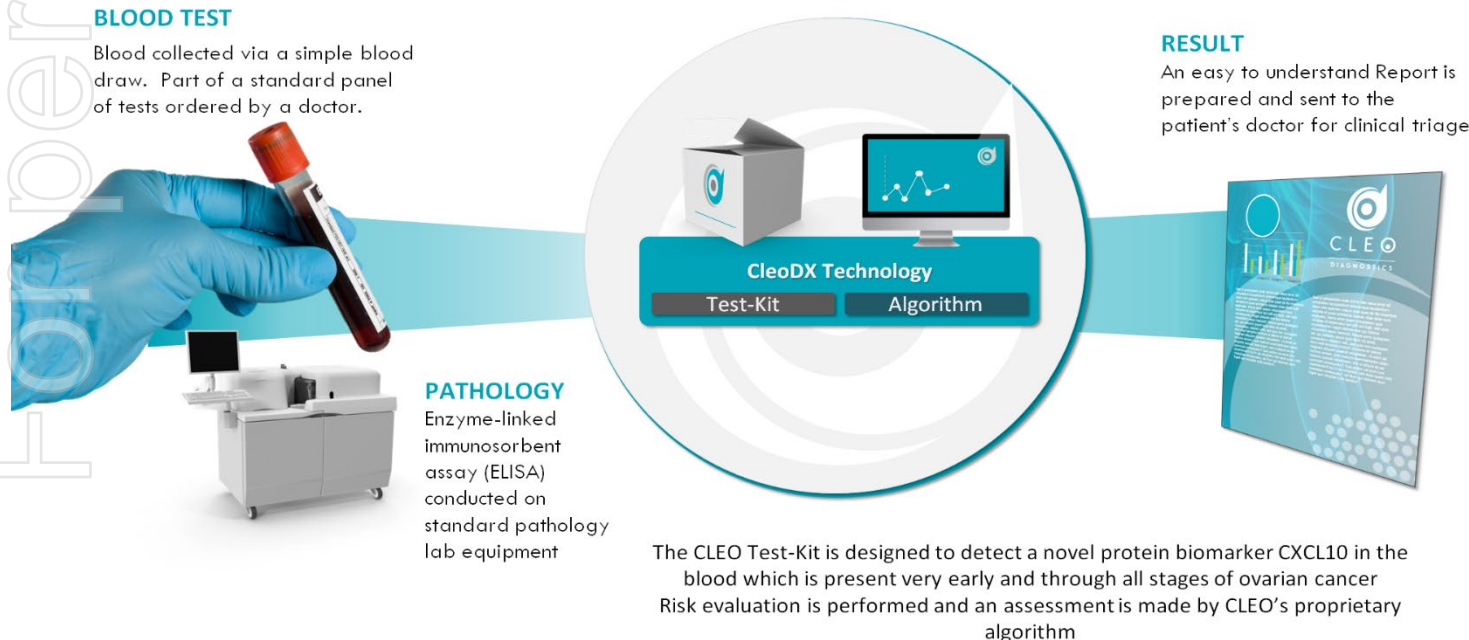 For per
BLOOD TEST
Blood collected via a simple blood
draw. Part of a standard panel
of tests ordered by a doctor.
PATHOLOGY
Enzyme-linked
immunosorbent
assay (ELISA)
conducted on
standard pathology
lab equipment
CleoDX Technology
Test-Kit
Algorithm
RESULT
An easy to understand Report is
prepared and sent to the
patient's doctor for clinical triage
CLEO
DIAGNOSTICS
The CLEO Test-Kit is designed to detect a novel protein biomarker CXCL10 in the
blood which is present very early and through all stages of ovarian cancer
Risk evaluation is performed and an assessment is made by CLEO's proprietary
algorithm